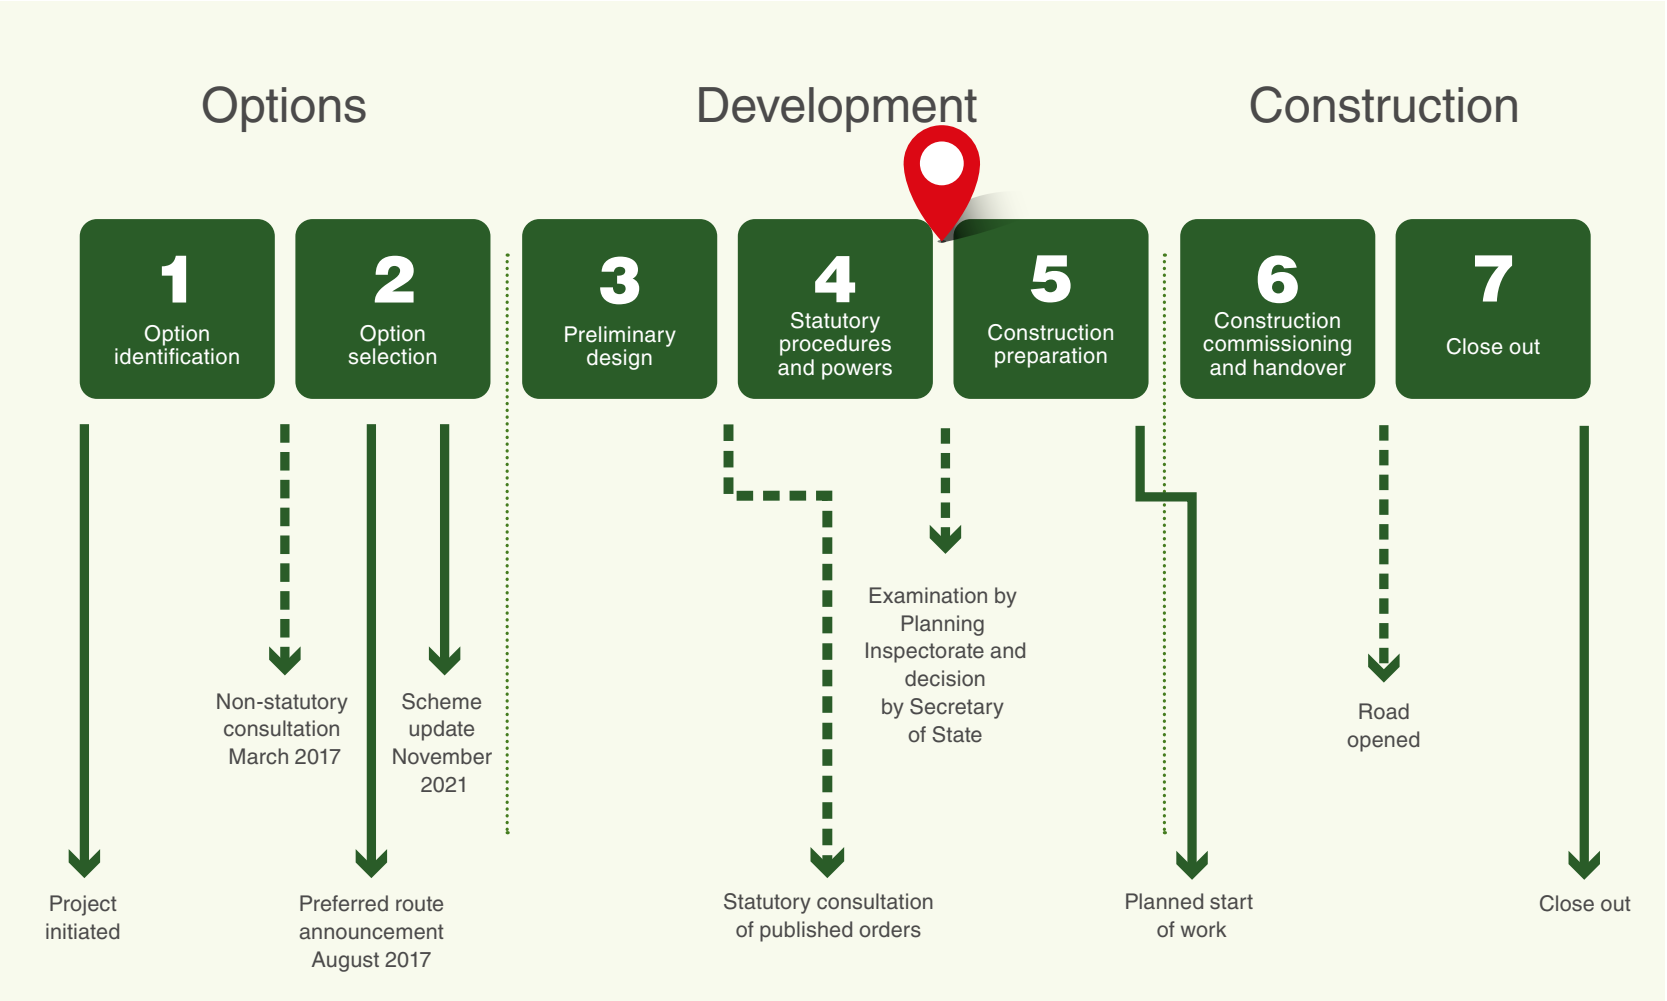 Options
Development
Construction
1
Option
identification
2
Option
selection
3
Preliminary
design
4
Statutory
procedures
and powers
5
Construction
preparation
6
Construction
commissioning
and handover
7
Close out
Project
initiated
Non-statutory
consultation
March 2017
Preferred route
announcement
August 2017
Scheme
update
November
2021
Statutory consultation
of published orders
Examination by
Planning
Inspectorate and
decision
by Secretary
of State
Planned start
of work
Road
opened
Close out